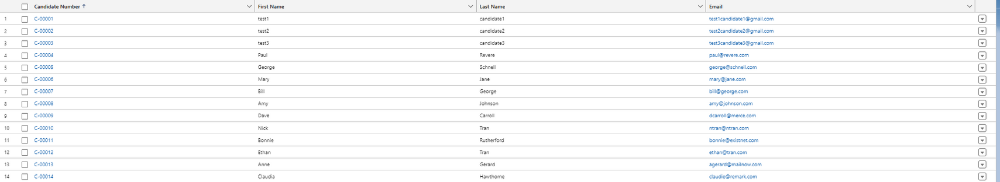 Candidate Number ↑ First Name Last Name Email
1 C-00001 test1 candidate1 test1candidate1@gmail.com
2 C-00002 test2 candidate2 test2candidate2@gmail.com
3 C-00003 test3 candidate3 test3candidate3@gmail.com
4 C-00004 Paul Revere paul@revere.com
5 C-00005 George Schnell george@schnell.com
6 C-00006 Mary Jane mary@jane.com
7 C-00007 Bill George bill@george.com
8 C-00008 Amy Johnson amy@johnson.com
9 C-00009 Dave Carroll dcarroll@merce.com
10 C-00010 Nick Tran ntran@ntran.com
11 C-00011 Bonnie Rutherford bonnie@existnet.com
12 C-00012 Ethan Tran ethan@tran.com
13 C-00013 Anne Gerard agerard@mailnow.com
14 C-00014 Claudia Hawthorne claudie@remark.com